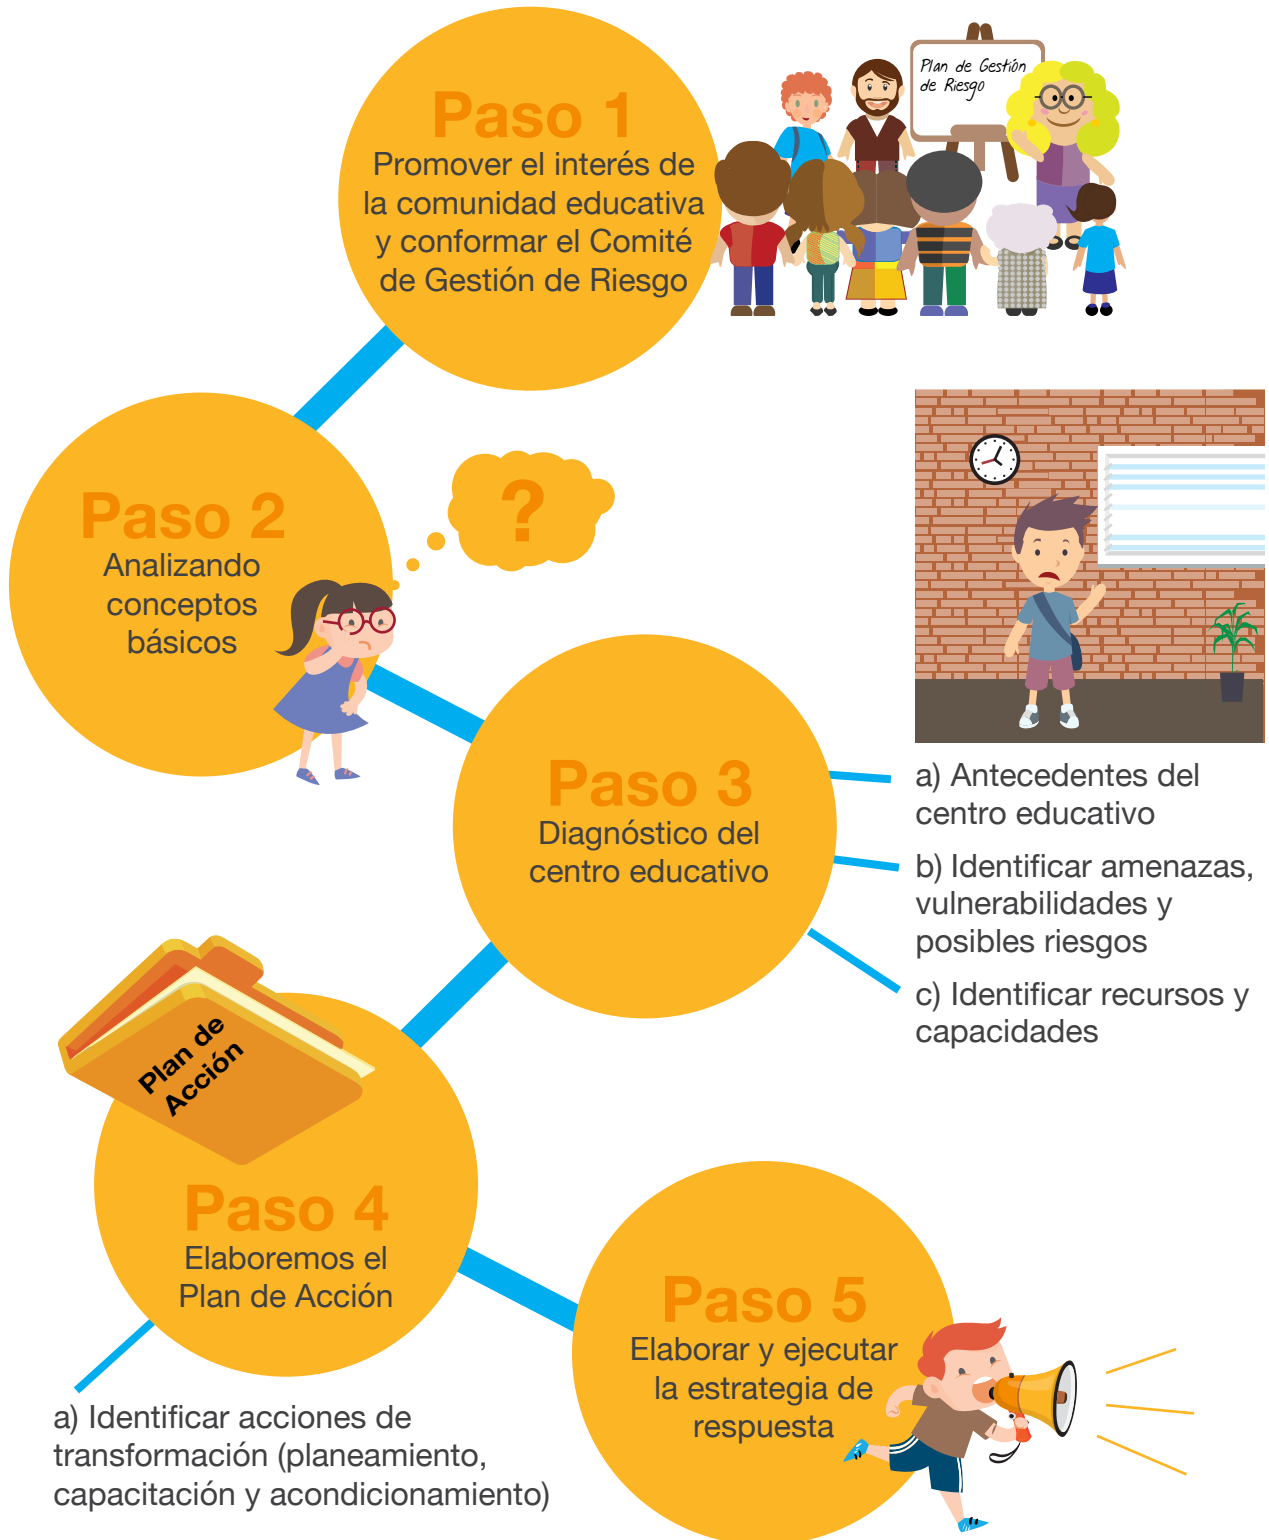 Paso 1
Promover el interés de
la comunidad educativa
y conformar el Comité
de Gestión de Riesgo
Plan de Gestión
de Riesgo
Paso 2
Analizando
conceptos
básicos
?
Paso 3
Diagnóstico del
centro educativo
a) Antecedentes del
centro educativo
b) Identificar amenazas,
vulnerabilidades y
posibles riesgos
c) Identificar recursos y
capacidades
Plan de
Acción
Paso 4
Elaboremos el
Plan de Acción
a) Identificar acciones de
transformación (planeamiento,
capacitación y acondicionamiento)
Paso 5
Elaborar y ejecutar
la estrategia de
respuesta